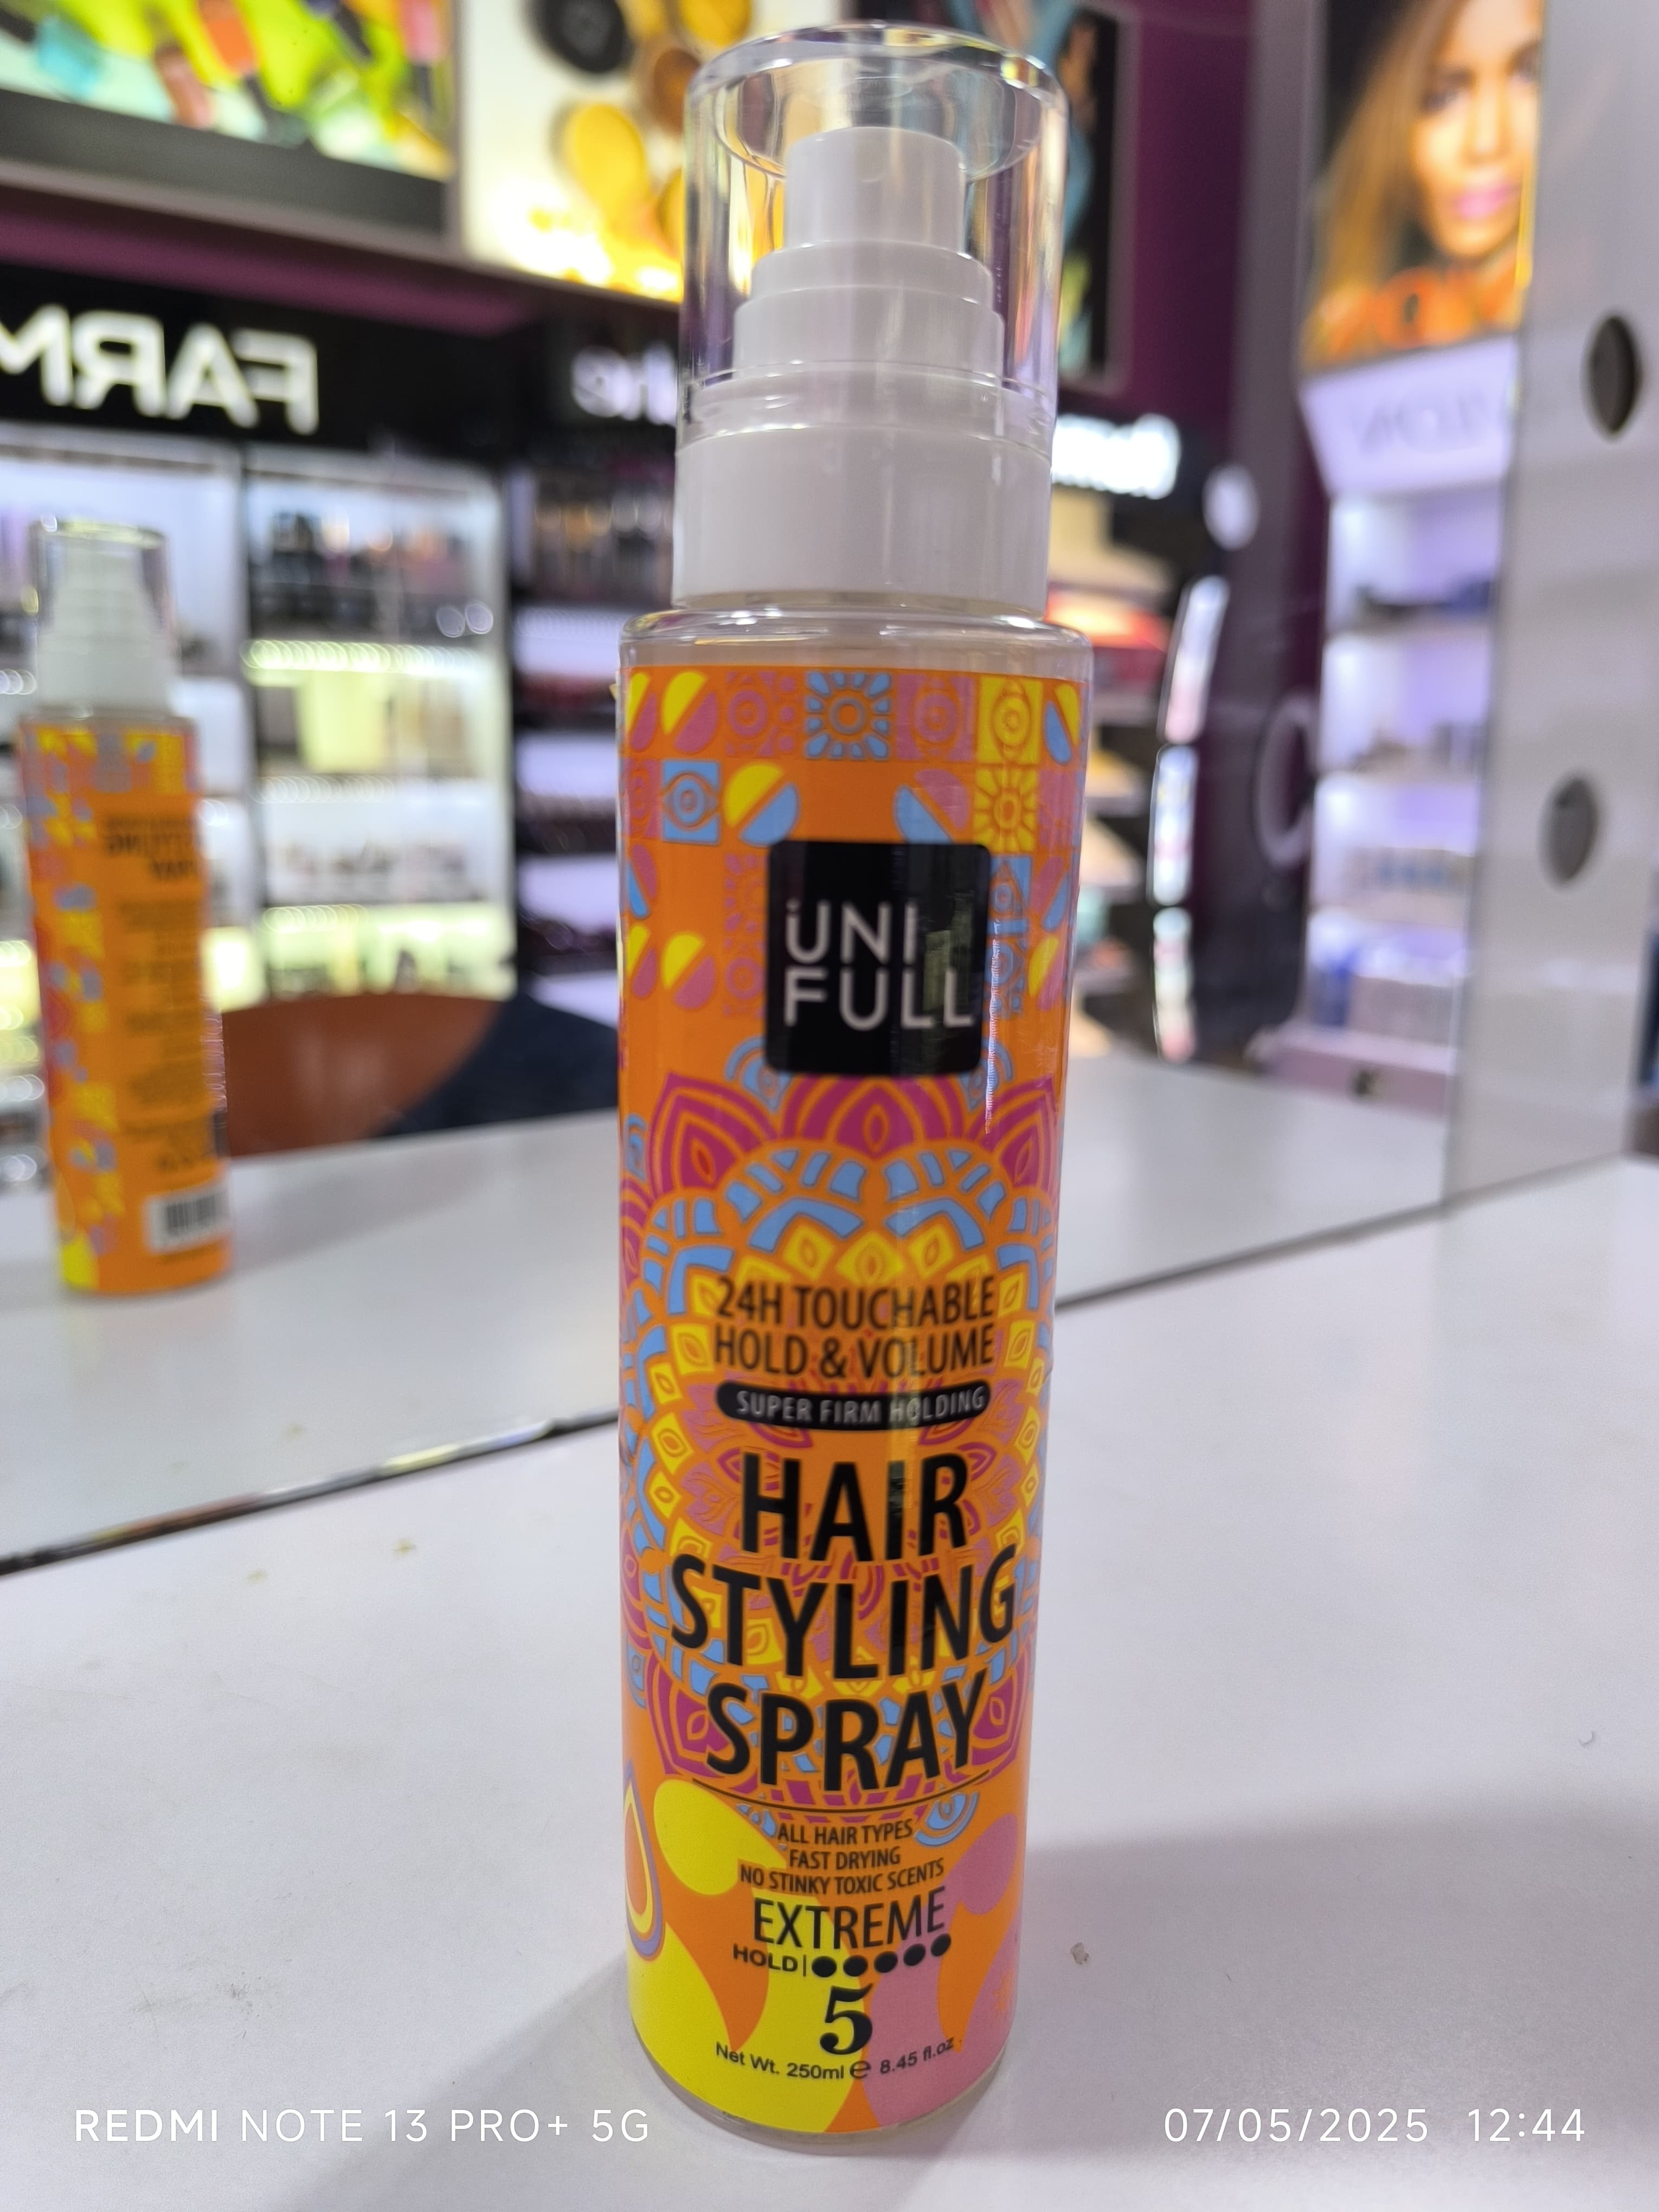 FARM
UNI
FULL
24H TOUCHABLE
HOLD & VOLUME
SUPER FIRM HOLDING
HAIR
STYLING
SPRAY
ALL HAIR TYPES
FAST DRYING
NO STINKY TOXIC SCENTS
EXTREME
HOLD|●●●●●
5
Net Wt. 250ml ℮ 8.45 fl.oz.
REDMI NOTE 13 PRO+ 5G
07/05/2025 12:44